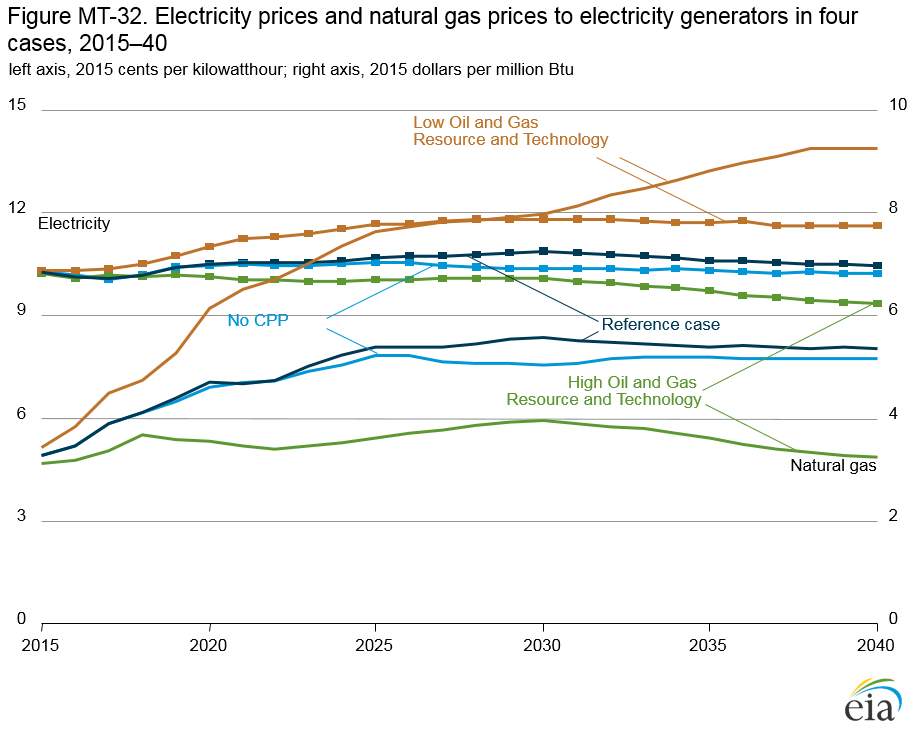 Figure MT-32. Electricity prices and natural gas prices to electricity generators in four
cases, 2015–40
left axis, 2015 cents per kilowatthour; right axis, 2015 dollars per million Btu
15
10
Low Oil and Gas
Resource and Technology
12
8
Electricity
9
6
No CPP
Reference case
High Oil and Gas
Resource and Technology
6
4
Natural gas
3
2
0
0
2015
2020
2025
2030
2035
2040
eia